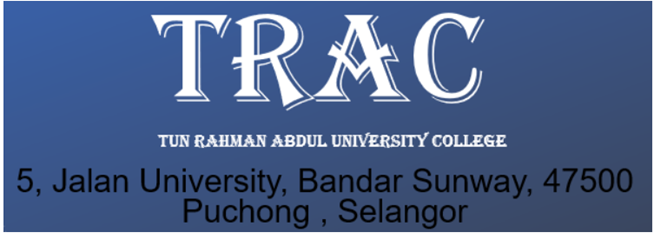 TRAC
TUN RAHMAN ABDUL UNIVERSITY COLLEGE
5, Jalan University, Bandar Sunway, 47500
Puchong , Selangor